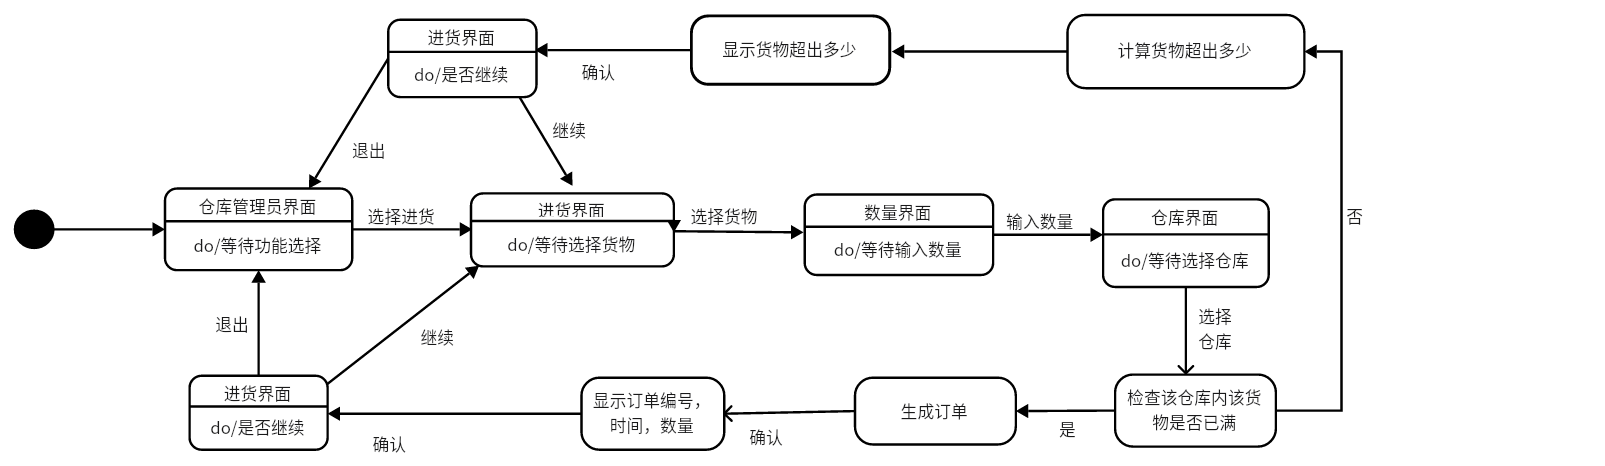 进货界面
do/是否继续
确认
显示货物超出多少
计算货物超出多少
退出
继续
否
仓库管理员界面
do/等待功能选择
选择进货
进货界面
do/等待选择货物
选择货物
数量界面
do/等待输入数量
输入数量
仓库界面
do/等待选择仓库
退出
继续
选择
仓库
进货界面
do/是否继续
确认
显示订单编号，
时间，数量
确认
生成订单
是
检查该仓库内该货
物是否已满